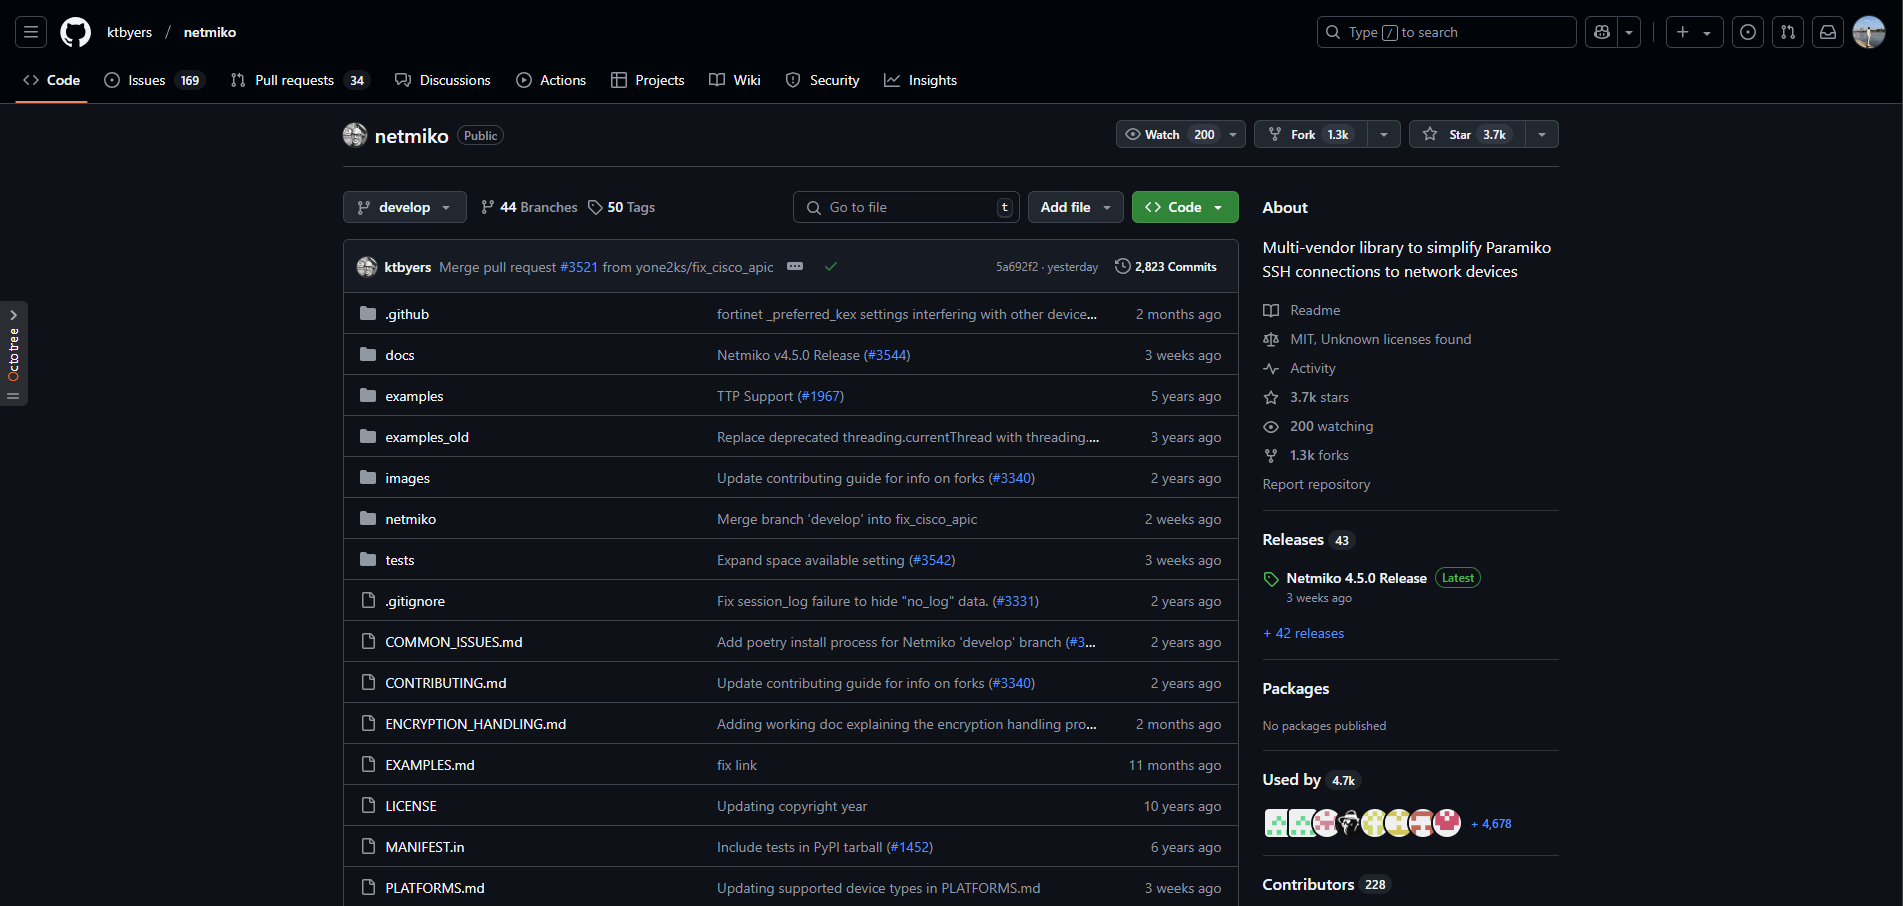 ktbyers / netmiko
Type / to search
Code
Issues 169
Pull requests 34
Discussions
Actions
Projects
Wiki
Security
Insights
netmiko Public
Watch 200
Fork 1.3k
Star 3.7k
develop
44 Branches
50 Tags
Go to file t
Add file
Code
ktbyers Merge pull request #3521 from yone2ks/fix_cisco_apic
5a692f2 · yesterday
2,823 Commits
.github fortinet _preferred_kex settings interfering with other device... 2 months ago
docs Netmiko v4.5.0 Release (#3544) 3 weeks ago
examples TTP Support (#1967) 5 years ago
examples_old Replace deprecated threading.currentThread with threading.... 3 years ago
images Update contributing guide for info on forks (#3340) 2 years ago
netmiko Merge branch 'develop' into fix_cisco_apic 2 weeks ago
tests Expand space available setting (#3542) 3 weeks ago
.gitignore Fix session_log failure to hide "no_log" data. (#3331) 2 years ago
COMMON_ISSUES.md Add poetry install process for Netmiko 'develop' branch (#3... 2 years ago
CONTRIBUTING.md Update contributing guide for info on forks (#3340) 2 years ago
ENCRYPTION_HANDLING.md Adding working doc explaining the encryption handling pro... 2 months ago
EXAMPLES.md fix link 11 months ago
LICENSE Updating copyright year 10 years ago
MANIFEST.in Include tests in PyPI tarball (#1452) 6 years ago
PLATFORMS.md Updating supported device types in PLATFORMS.md 3 weeks ago
About
Multi-vendor library to simplify Paramiko
SSH connections to network devices
Readme
MIT, Unknown licenses found
Activity
3.7k stars
200 watching
1.3k forks
Report repository
Releases 43
Netmiko 4.5.0 Release Latest
3 weeks ago
+ 42 releases
Packages
No packages published
Used by 4.7k
+ 4,678
Contributors 228
Octotree